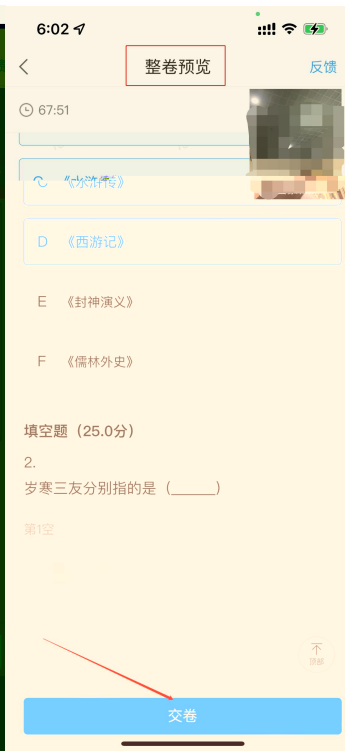 6:02
整卷预览
反馈
67:51
C 《水浒传》
D 《西游记》
E 《封神演义》
F 《儒林外史》
填空题（25.0分）
2.
岁寒三友分别指的是（______）
第1空
顶部
交卷